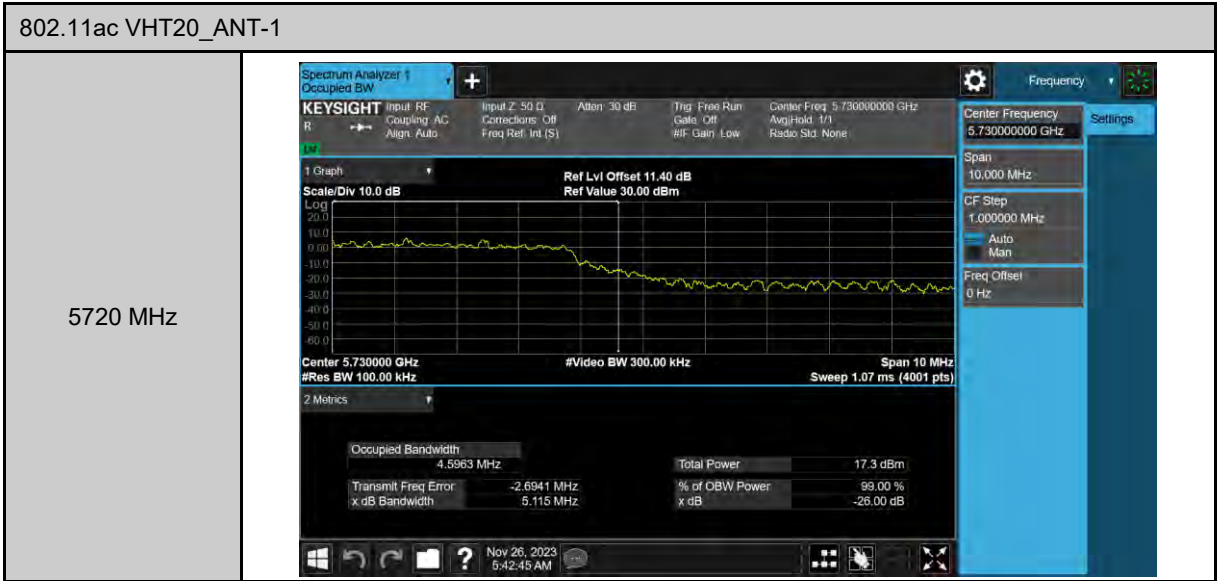 802.11ac VHT20_ANT-1
5720 MHz
Spectrum Analyzer 1
Occupied BW
Frequency
KEYSIGHT Input: RF Input Z: 50 Ω Atten: 30 dB Trig: Free Run Center Freq: 5.730000000 GHz
R Coupling: AC Corrections: Off Gate: Off Avg|Hold: 1/1
Align: Auto Freq Ref: Int (S) #IF Gain: Low Radio Std: None
Center Frequency
5.730000000 GHz
Settings
Span
10.000 MHz
CF Step
1.000000 MHz
Auto
Man
Freq Offset
0 Hz
1 Graph
Ref Lvl Offset 11.40 dB
Scale/Div 10.0 dB Ref Value 30.00 dBm
Log
20.0
10.0
0.00
-10.0
-20.0
-30.0
-40.0
-50.0
-60.0
Center 5.730000 GHz #Video BW 300.00 kHz Span 10 MHz
#Res BW 100.00 kHz Sweep 1.07 ms (4001 pts)
2 Metrics
Occupied Bandwidth
4.5963 MHz Total Power 17.3 dBm
Transmit Freq Error -2.6941 MHz % of OBW Power 99.00 %
x dB Bandwidth 5.115 MHz x dB -26.00 dB
? Nov 26, 2023
5:42:45 AM